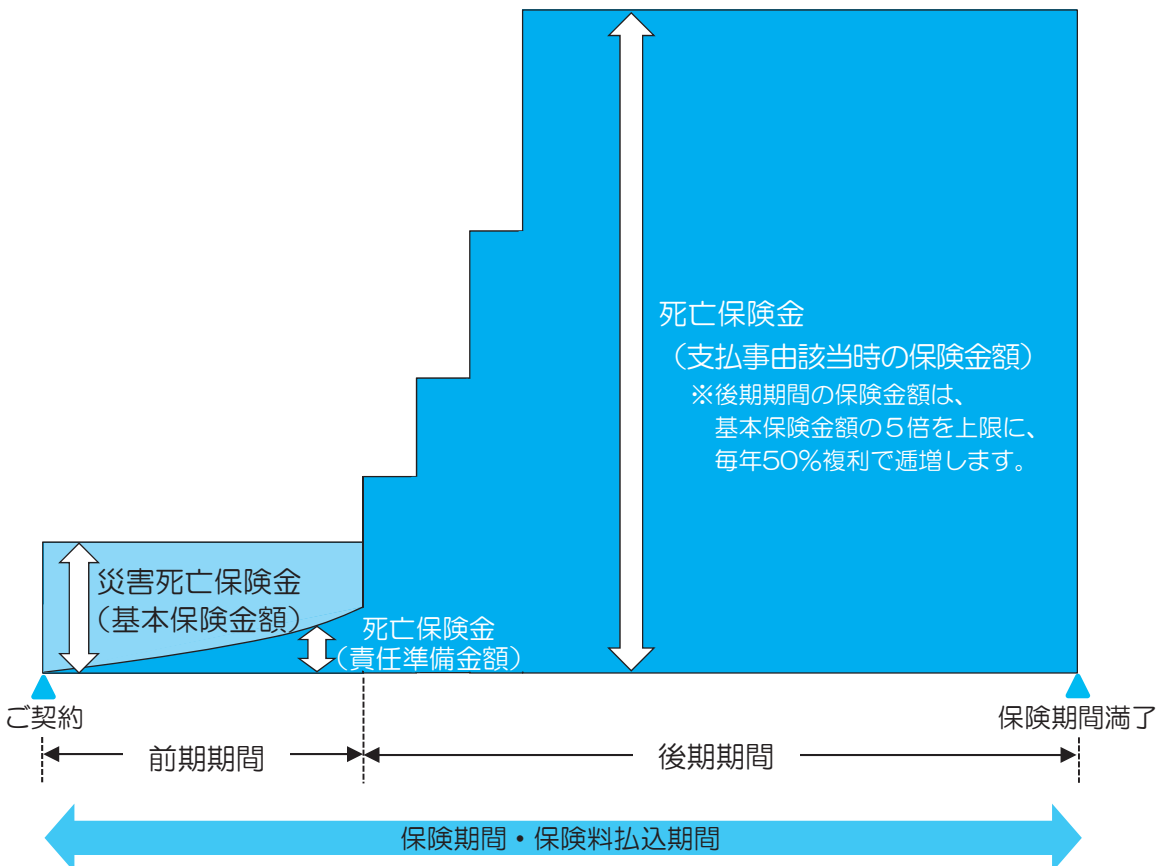 死亡保険金
（支払事由該当時の保険金額）
※後期期間の保険金額は、
基本保険金額の５倍を上限に、
毎年50％複利で逓増します。
災害死亡保険金
（基本保険金額）
死亡保険金
（責任準備金額）
ご契約
保険期間満了
前期期間
後期期間
保険期間・保険料払込期間